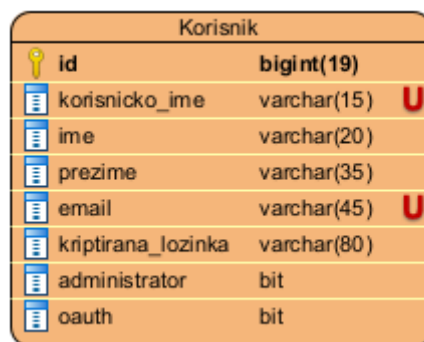 Korisnik
id bigint(19)
korisnicko_ime varchar(15) U
ime varchar(20)
prezime varchar(35)
email varchar(45) U
kriptirana_lozinka varchar(80)
administrator bit
oauth bit